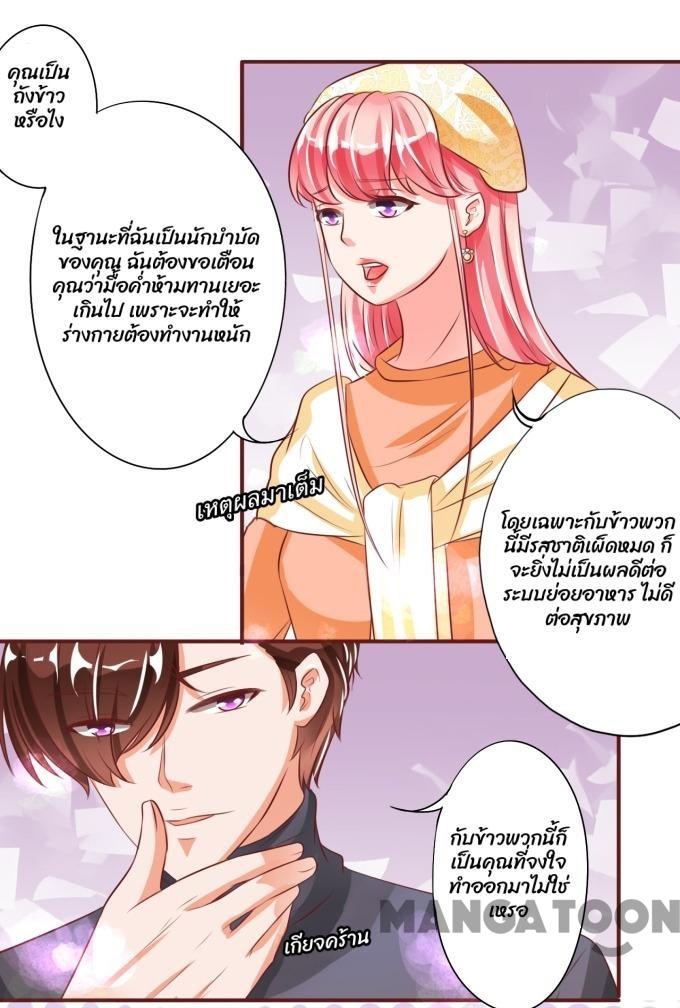 คุณเป็น
ถังข้าว
หรือไง
ในฐานะที่ฉันเป็นนักบำบัด
ของคุณ ฉันต้องขอเตือน
คุณว่ามื้อค่ำห้ามทานเยอะ
เกินไป เพราะจะทำให้
ร่างกายต้องทำงานหนัก
เหตุผลมาเต็ม
โดยเฉพาะกับข้าวพวก
นี้มีรสชาติเผ็ดหมด ก็
จะยิ่งไม่เป็นผลดีต่อ
ระบบย่อยอาหาร ไม่ดี
ต่อสุขภาพ
กับข้าวพวกนี้ก็
เป็นคุณที่จงใจ
ทำออกมาไม่ใช่
เหรอ
MANGATOON
เกียจคร้าน